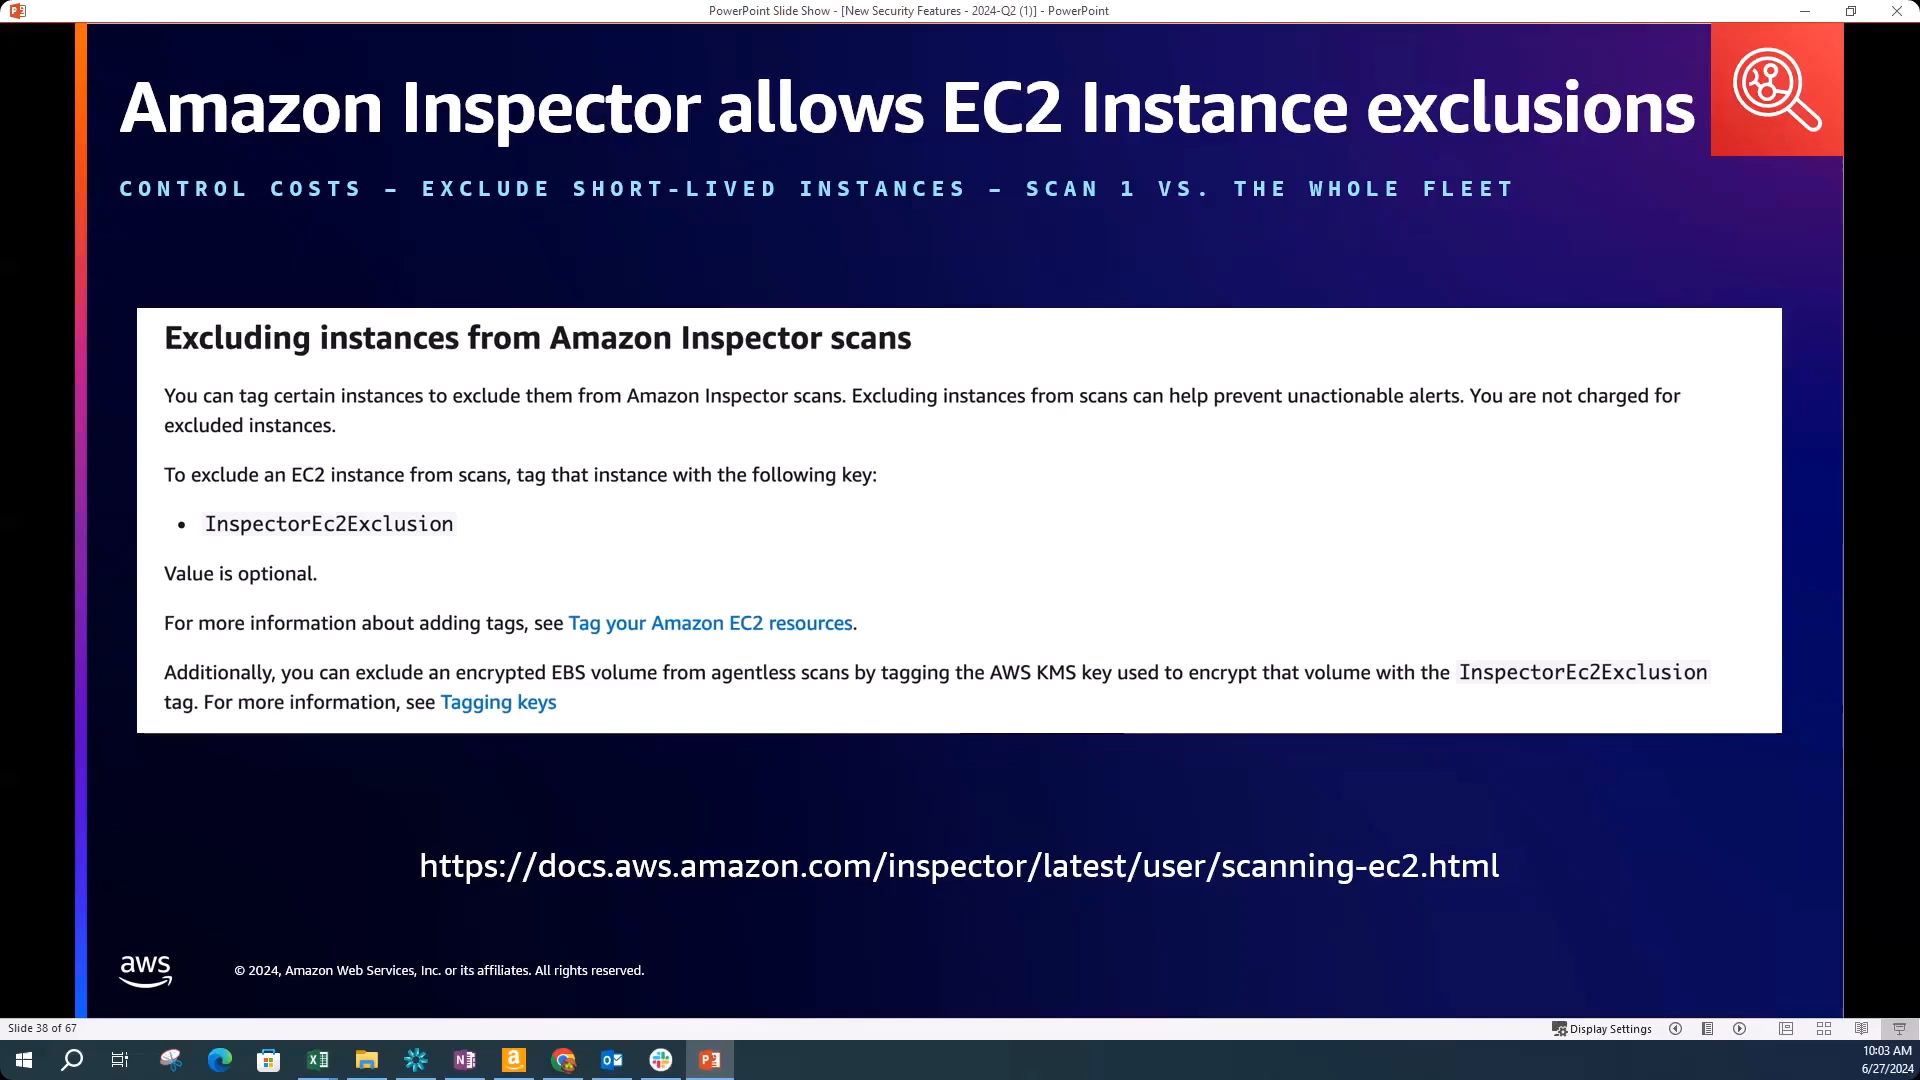 PowerPoint Slide Show - [New Security Features - 2024-Q2 (1)] - PowerPoint
Amazon Inspector allows EC2 Instance exclusions
CONTROL COSTS – EXCLUDE SHORT-LIVED INSTANCES – SCAN 1 VS. THE WHOLE FLEET
Excluding instances from Amazon Inspector scans
You can tag certain instances to exclude them from Amazon Inspector scans. Excluding instances from scans can help prevent unactionable alerts. You are not charged for
excluded instances.
To exclude an EC2 instance from scans, tag that instance with the following key:
• InspectorEc2Exclusion
Value is optional.
For more information about adding tags, see Tag your Amazon EC2 resources.
Additionally, you can exclude an encrypted EBS volume from agentless scans by tagging the AWS KMS key used to encrypt that volume with the InspectorEc2Exclusion
tag. For more information, see Tagging keys
https://docs.aws.amazon.com/inspector/latest/user/scanning-ec2.html
aws
© 2024, Amazon Web Services, Inc. or its affiliates. All rights reserved.
Slide 38 of 67
Display Settings
10:03 AM
6/27/2024